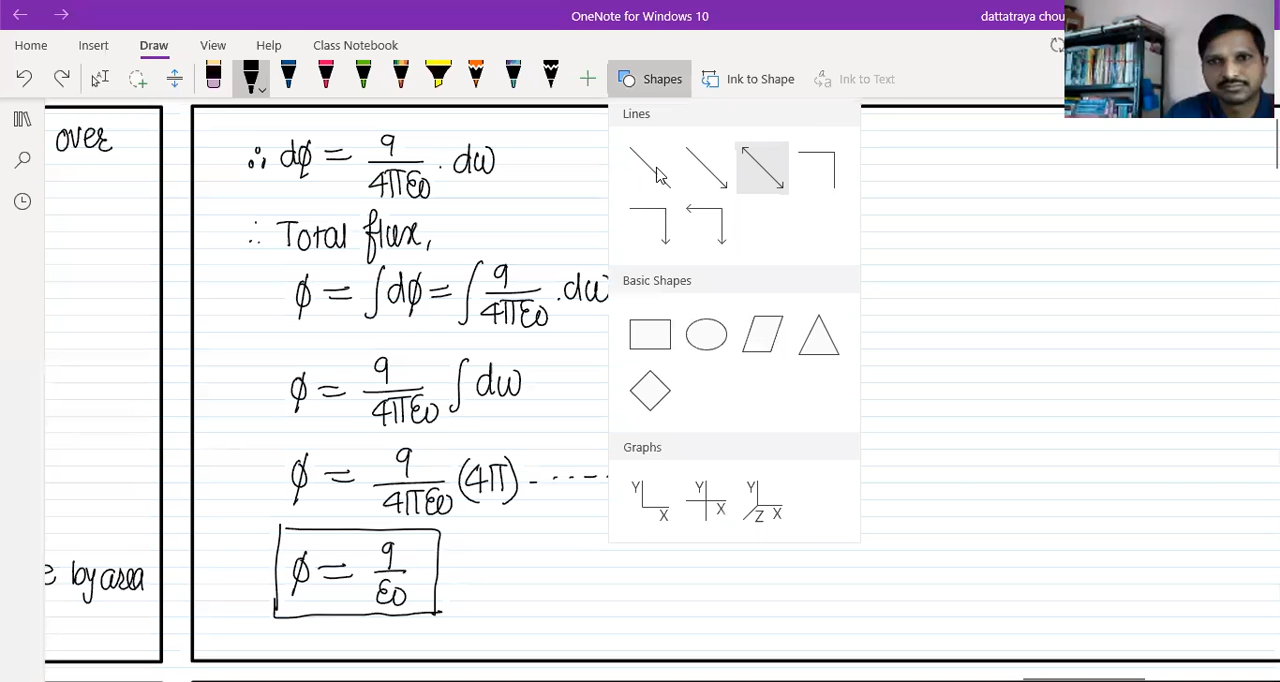 OneNote for Windows 10
dattatraya chou
Home Insert Draw View Help Class Notebook
Shapes Ink to Shape Ink to Text
Lines
Basic Shapes
Graphs
Y X Y X Y Z X
over
by area
∴ dϕ = q/4πε0 . dω
∴ Total flux,
ϕ = ∫dϕ = ∫ q/4πε0 . dω
ϕ = q/4πε0 ∫ dω
ϕ = q/4πε0 (4π) - ----
ϕ = q/ε0